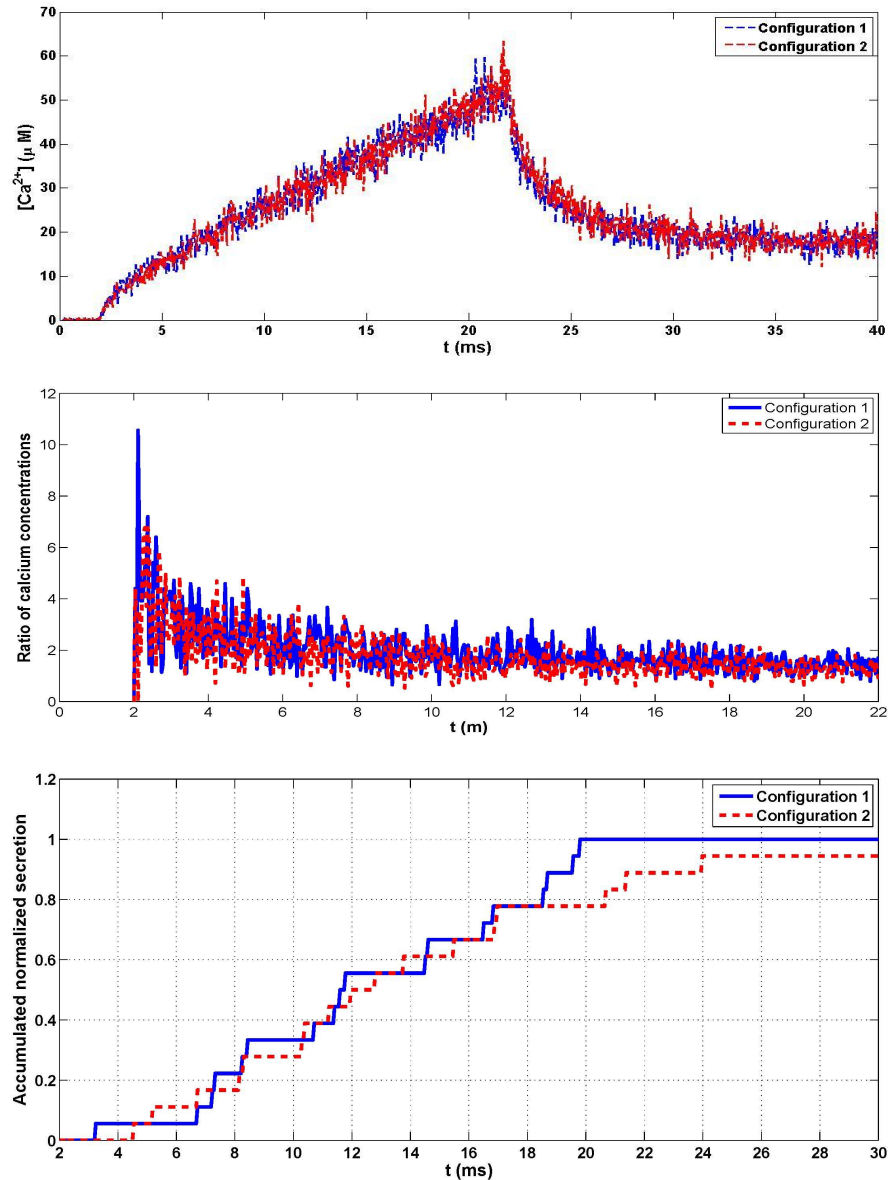 70
60
50
40
30
20
10
0
[Ca²⁺] (μ M)
Configuration 1
Configuration 2
0 5 10 15 20 25 30 35 40
t (ms)
12
10
8
6
4
2
0
Ratio of calcium concentrations
Configuration 1
Configuration 2
0 2 4 6 8 10 12 14 16 18 20 22
t (m)
1.2
1
0.8
0.6
0.4
0.2
0
Accumulated normalized secretion
Configuration 1
Configuration 2
2 4 6 8 10 12 14 16 18 20 22 24 26 28 30
t (ms)